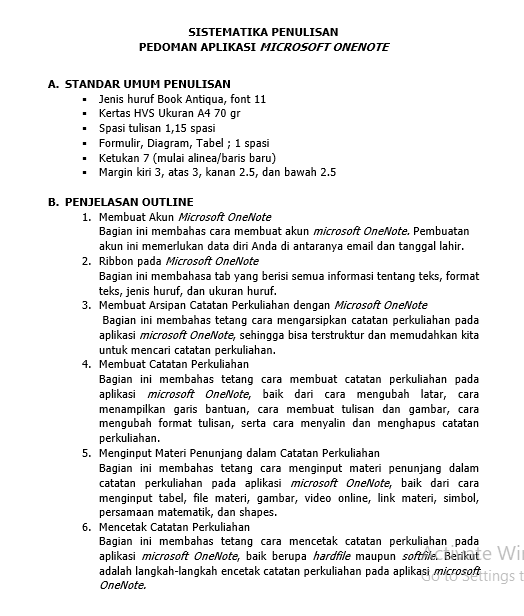 SISTEMATIKA PENULISAN
PEDOMAN APLIKASI MICROSOFT ONENOTE
A. STANDAR UMUM PENULISAN
▪ Jenis huruf Book Antiqua, font 11
▪ Kertas HVS Ukuran A4 70 gr
▪ Spasi tulisan 1,15 spasi
▪ Formulir, Diagram, Tabel ; 1 spasi
▪ Ketukan 7 (mulai alinea/baris baru)
▪ Margin kiri 3, atas 3, kanan 2.5, dan bawah 2.5
B. PENJELASAN OUTLINE
1. Membuat Akun Microsoft OneNote
Bagian ini membahas cara membuat akun microsoft OneNote. Pembuatan
akun ini memerlukan data diri Anda di antaranya email dan tanggal lahir.
2. Ribbon pada Microsoft OneNote
Bagian ini membahasa tab yang berisi semua informasi tentang teks, format
teks, jenis huruf, dan ukuran huruf.
3. Membuat Arsipan Catatan Perkuliahan dengan Microsoft OneNote
Bagian ini membahas tetang cara mengarsipkan catatan perkuliahan pada
aplikasi microsoft OneNote, sehingga bisa terstruktur dan memudahkan kita
untuk mencari catatan perkuliahan.
4. Membuat Catatan Perkuliahan
Bagian ini membahas tetang cara membuat catatan perkuliahan pada
aplikasi microsoft OneNote, baik dari cara mengubah latar, cara
menampilkan garis bantuan, cara membuat tulisan dan gambar, cara
mengubah format tulisan, serta cara menyalin dan menghapus catatan
perkuliahan.
5. Menginput Materi Penunjang dalam Catatan Perkuliahan
Bagian ini membahas tetang cara menginput materi penunjang dalam
catatan perkuliahan pada aplikasi microsoft OneNote, baik dari cara
menginput tabel, file materi, gambar, video online, link materi, simbol,
persamaan matematik, dan shapes.
6. Mencetak Catatan Perkuliahan
Bagian ini membahas tetang cara mencetak catatan perkuliahan pada
aplikasi microsoft OneNote, baik berupa hardfile maupun softfile. Berikut
adalah langkah-langkah encetak catatan perkuliahan pada aplikasi microsoft
OneNote.
Activate Wi
Go to Settings t